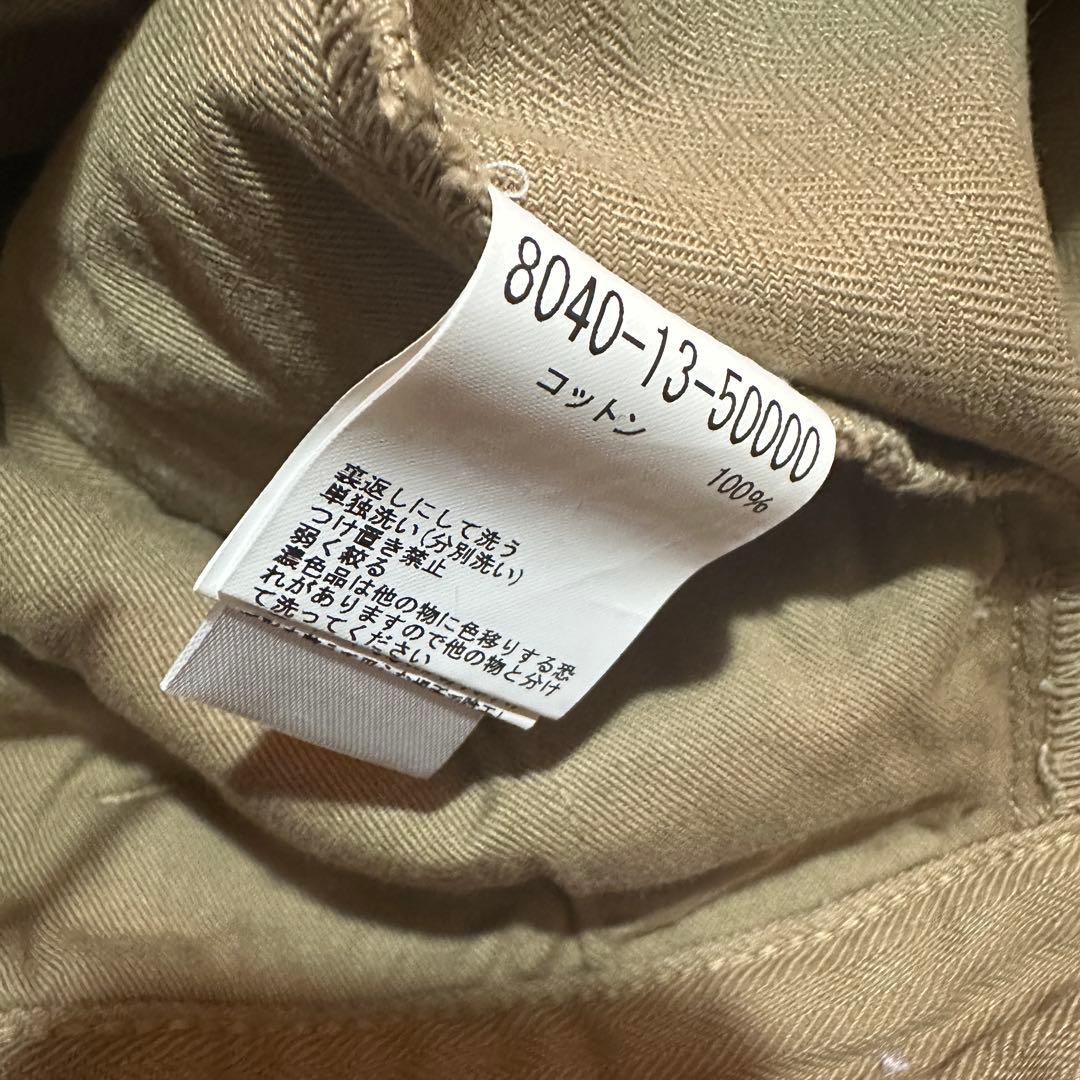 8040-13-50000
コットン
100%
裏返しにして洗う
単独洗い(分別洗い)
つけ置き禁止
弱く絞る
濃色品は他の物に色移りする恐
れがありますので他の物と分け
て洗ってください